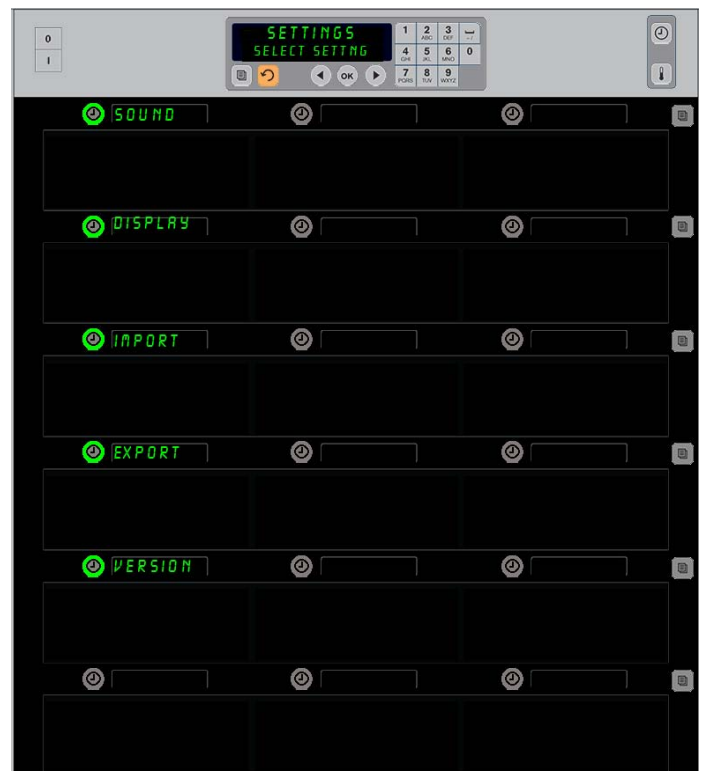 0
I
SETTINGS
SELECT SETTNG
1 2 ABC 3 DEF -/
4 GHI 5 JKL 6 MNO 0
7 PQRS 8 TUV 9 WXYZ
OK
SOUND
DISPLAY
IMPORT
EXPORT
VERSION